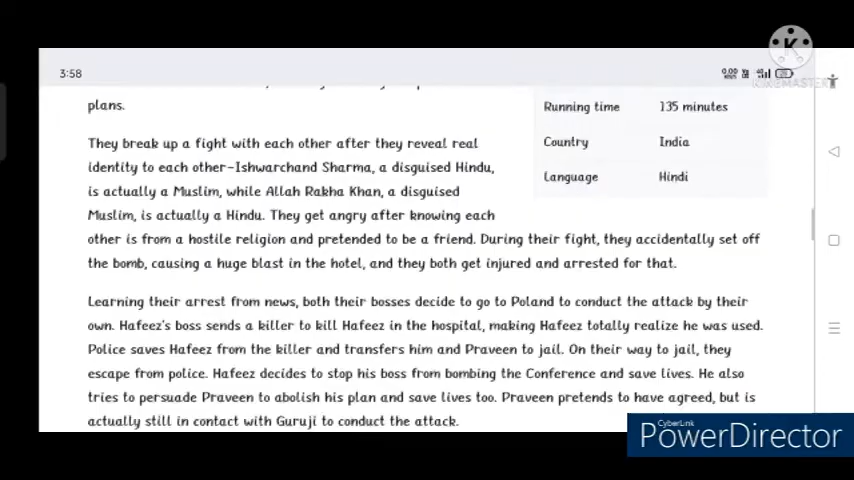 3:58
KINEMASTER
plans.
Running time 135 minutes
They break up a fight with each other after they reveal real
Country India
identity to each other-Ishwarchand Sharma, a disguised Hindu,
Language Hindi
is actually a Muslim, while Allah Rakha Khan, a disguised
Muslim, is actually a Hindu. They get angry after knowing each
other is from a hostile religion and pretended to be a friend. During their fight, they accidentally set off
the bomb, causing a huge blast in the hotel, and they both get injured and arrested for that.
Learning their arrest from news, both their bosses decide to go to Poland to conduct the attack by their
own. Hafeez's boss sends a killer to kill Hafeez in the hospital, making Hafeez totally realize he was used.
Police saves Hafeez from the killer and transfers him and Praveen to jail. On their way to jail, they
escape from police. Hafeez decides to stop his boss from bombing the Conference and save lives. He also
tries to persuade Praveen to abolish his plan and save lives too. Praveen pretends to have agreed, but is
actually still in contact with Guruji to conduct the attack.
CyberLink
PowerDirector